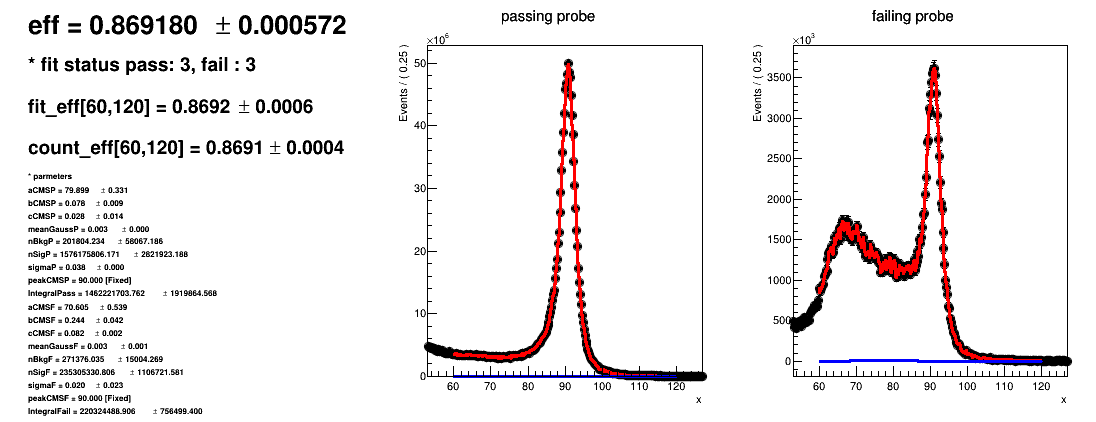 eff = 0.869180 ± 0.000572
* fit status pass: 3, fail : 3
fit_eff[60,120] = 0.8692 ± 0.0006
count_eff[60,120] = 0.8691 ± 0.0004
* parmeters
aCMSP = 79.899 ± 0.331
bCMSP = 0.078 ± 0.009
cCMSP = 0.028 ± 0.014
meanGaussP = 0.003 ± 0.000
nBkgP = 201804.234 ± 58067.186
nSigP = 1576175806.171 ± 2821923.188
sigmaP = 0.038 ± 0.000
peakCMSP = 90.000 [Fixed]
IntegralPass = 1462221703.762 ± 1919864.568
aCMSF = 70.605 ± 0.539
bCMSF = 0.244 ± 0.042
cCMSF = 0.082 ± 0.002
meanGaussF = 0.003 ± 0.001
nBkgF = 271376.035 ± 15004.269
nSigF = 235305330.806 ± 1106721.581
sigmaF = 0.020 ± 0.023
peakCMSF = 90.000 [Fixed]
IntegralFail = 220324488.906 ± 756499.400
passing probe
×10⁶
Events / ( 0.25 )
50
40
30
20
10
0
60 70 80 90 100 110 120
x
failing probe
×10³
Events / ( 0.25 )
3500
3000
2500
2000
1500
1000
500
0
60 70 80 90 100 110 120
x